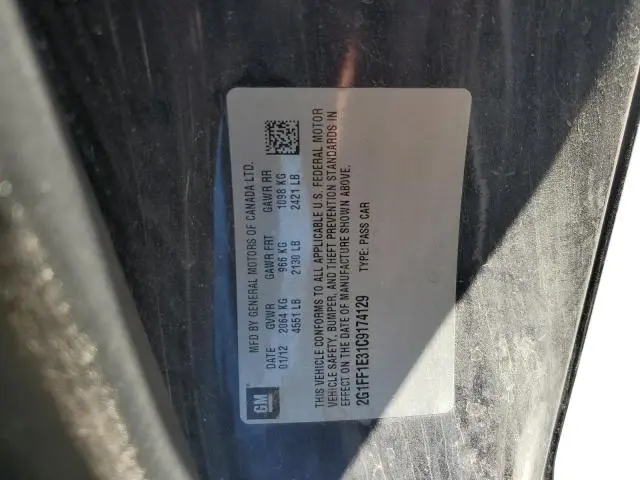 GM
MFD BY GENERAL MOTORS OF CANADA LTD.
DATE GVWR GAWR FRT GAWR RR
01/12 2064 KG 966 KG 1098 KG
4551 LB 2130 LB 2421 LB
THIS VEHICLE CONFORMS TO ALL APPLICABLE U.S. FEDERAL MOTOR
VEHICLE SAFETY, BUMPER, AND THEFT PREVENTION STANDARDS IN
EFFECT ON THE DATE OF MANUFACTURE SHOWN ABOVE.
2G1FF1E31C9174129 TYPE: PASS CAR